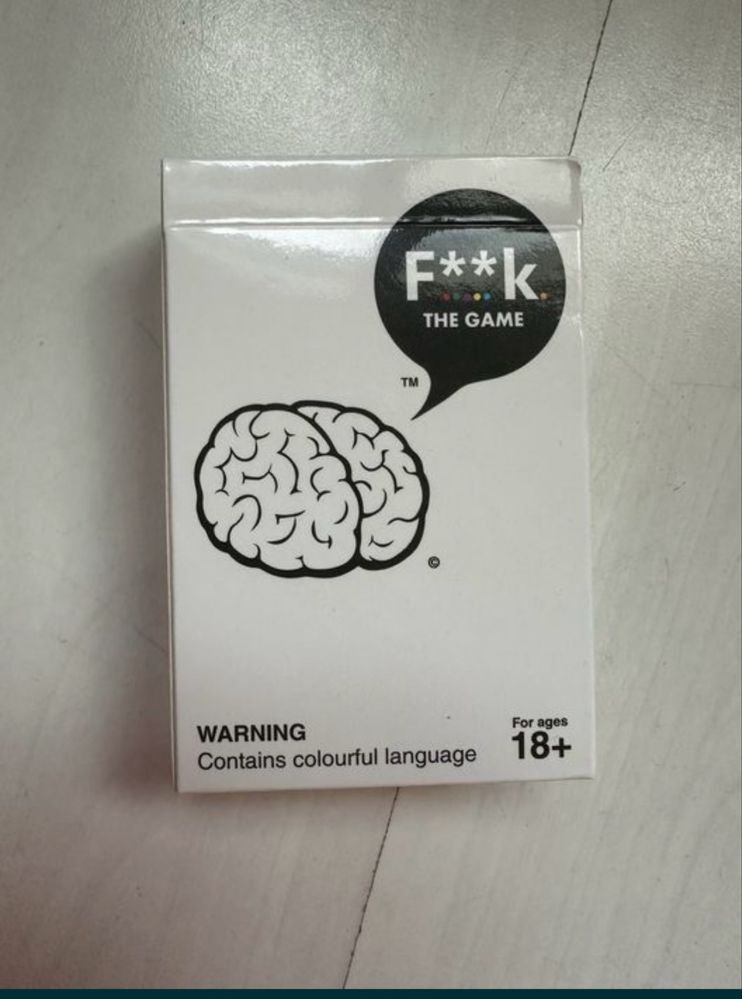 F**k.
THE GAME
TM
©
WARNING
Contains colourful language
For ages
18+